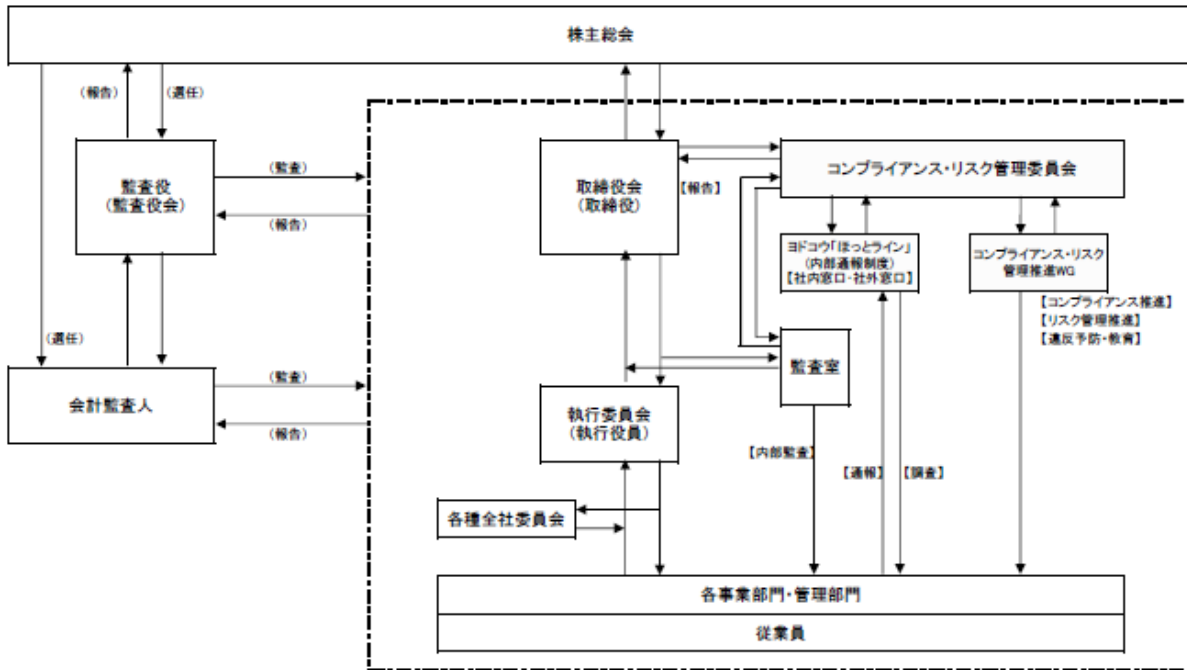 株主総会
(報告)
(選任)
監査役
(監査役会)
(監査)
(報告)
取締役会
(取締役)
【報告】
コンプライアンス・リスク管理委員会
ヨドコウ「ほっとライン」
(内部通報制度)
【社内窓口・社外窓口】
コンプライアンス・リスク
管理推進WG
【コンプライアンス推進】
【リスク管理推進】
【違反予防・教育】
(選任)
会計監査人
(監査)
(報告)
監査室
執行委員会
(執行役員)
【内部監査】
【通報】
【調査】
各種全社委員会
各事業部門・管理部門
従業員